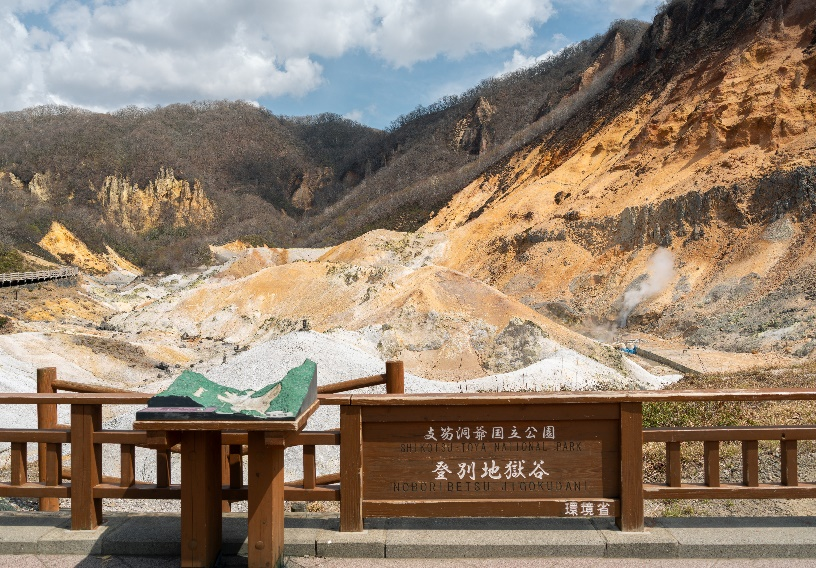 支笏洞爺国立公園
SHIKOTSU-TOYA NATIONAL PARK
登別地獄谷
NOBORIBETSU JIGOKUDANI
環境省